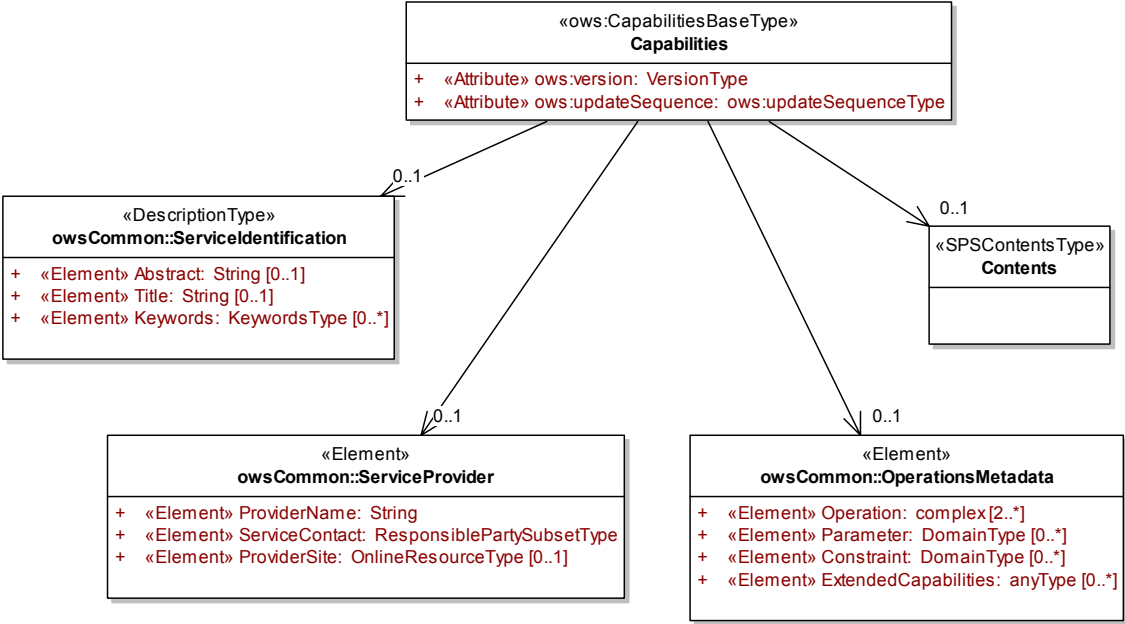 «ows:CapabilitiesBaseType»
Capabilities
+ «Attribute» ows:version: VersionType
+ «Attribute» ows:updateSequence: ows:updateSequenceType
0..1
0..1
«DescriptionType»
owsCommon::ServiceIdentification
+ «Element» Abstract: String [0..1]
+ «Element» Title: String [0..1]
+ «Element» Keywords: KeywordsType [0..*]
«SPSContentsType»
Contents
0..1
0..1
«Element»
owsCommon::ServiceProvider
+ «Element» ProviderName: String
+ «Element» ServiceContact: ResponsiblePartySubsetType
+ «Element» ProviderSite: OnlineResourceType [0..1]
«Element»
owsCommon::OperationsMetadata
+ «Element» Operation: complex[2..*]
+ «Element» Parameter: DomainType [0..*]
+ «Element» Constraint: DomainType [0..*]
+ «Element» ExtendedCapabilities: anyType [0..*]